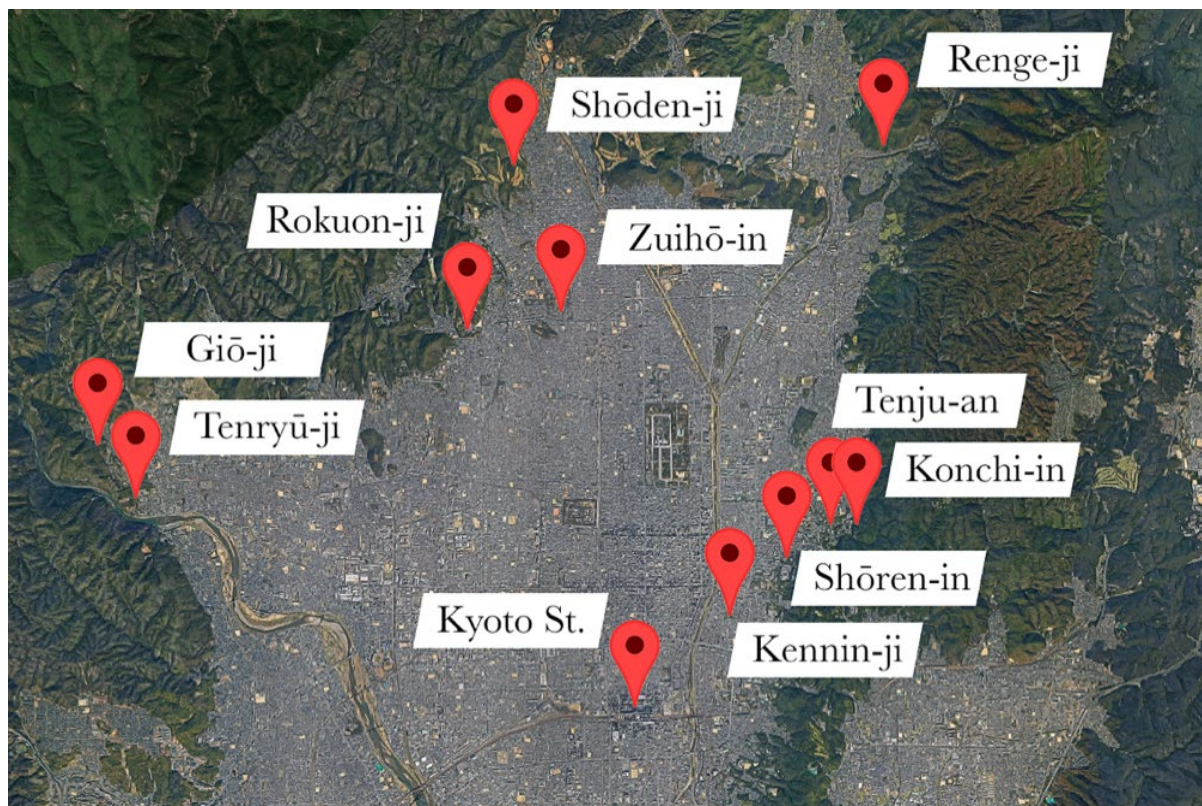 Renge-ji
Shōden-ji
Rokuon-ji
Zuihō-in
Giō-ji
Tenryū-ji
Tenju-an
Konchi-in
Shōren-in
Kyoto St.
Kennin-ji